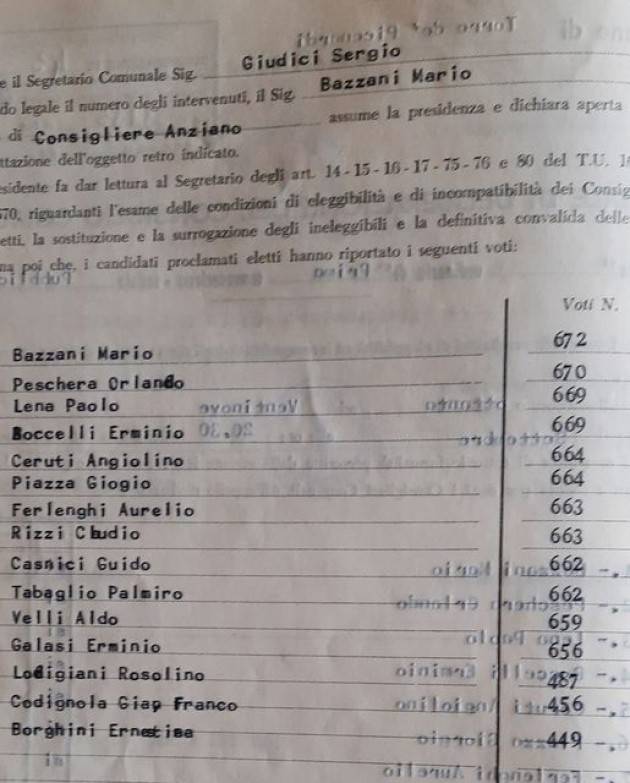 e il Segretario Comunale Sig. Giudici Sergio
do legale il numero degli intervenuti, il Sig. Bazzani Mario
di Consigliere Anziano assume la presidenza e dichiara aperta
ttazione dell'oggetto retro indicato.
esidente fa dar lettura al Segretario degli art. 14 - 15 - 16 - 17 - 75 - 76 e 80 del T.U. 1
570, riguardanti l'esame delle condizioni di eleggibilità e di incompatibilità dei Consig
etti, la sostituzione e la surrogazione degli ineleggibili e la definitiva convalida delle
na poi che, i candidati proclamati eletti hanno riportato i seguenti voti:
Voti N.
Bazzani Mario 672
Peschera Orlando 670
Lena Paolo 669
Boccelli Erminio 669
Ceruti Angiolino 664
Piazza Giogio 664
Ferlenghi Aurelio 663
Rizzi Claudio 663
Casnici Guido 662
Tabaglio Palmiro 662
Velli Aldo 659
Galasi Erminio 656
Lodigiani Rosolino 487
Codignola Giap Franco 456
Borghini Ernestina 449